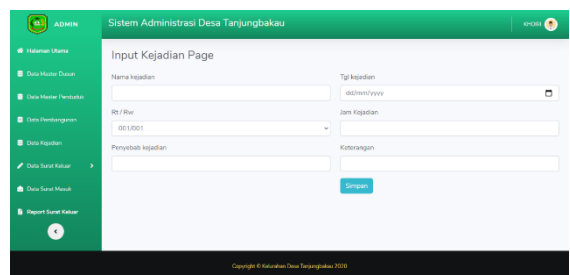 ADMIN
Sistem Administrasi Desa Tanjungbakau
KHOIRI
Halaman Utama
Data Master Dusun
Data Master Penduduk
Data Pembangunan
Data Kejadian
Data Surat Keluar
Data Surat Masuk
Report Surat Keluar
Input Kejadian Page
Nama kejadian
Tgl kejadian
dd/mm/yyyy
Rt / Rw
Jam Kejadian
001/001
Penyebab kejadian
Keterangan
Simpan
Copyright © Kelurahan Desa Tanjungbakau 2020